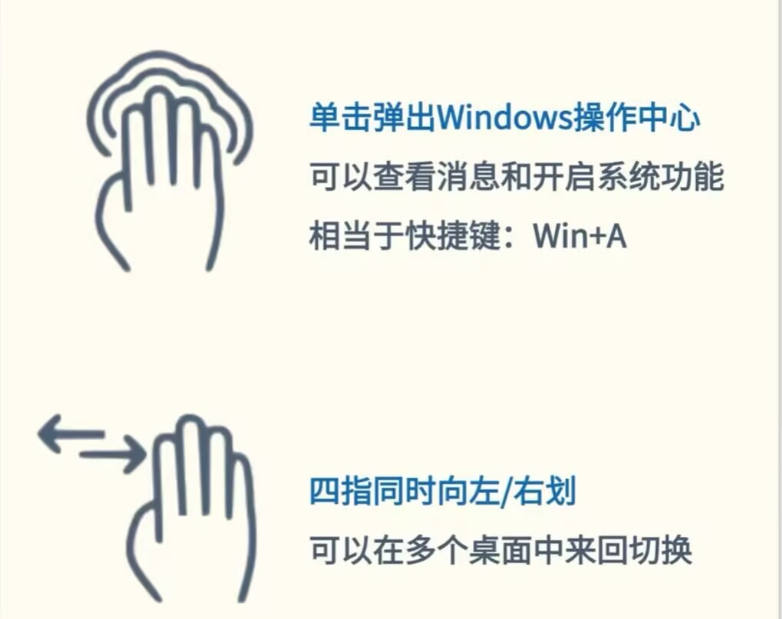 单击弹出Windows操作中心
可以查看消息和开启系统功能
相当于快捷键：Win+A
四指同时向左/右划
可以在多个桌面中来回切换